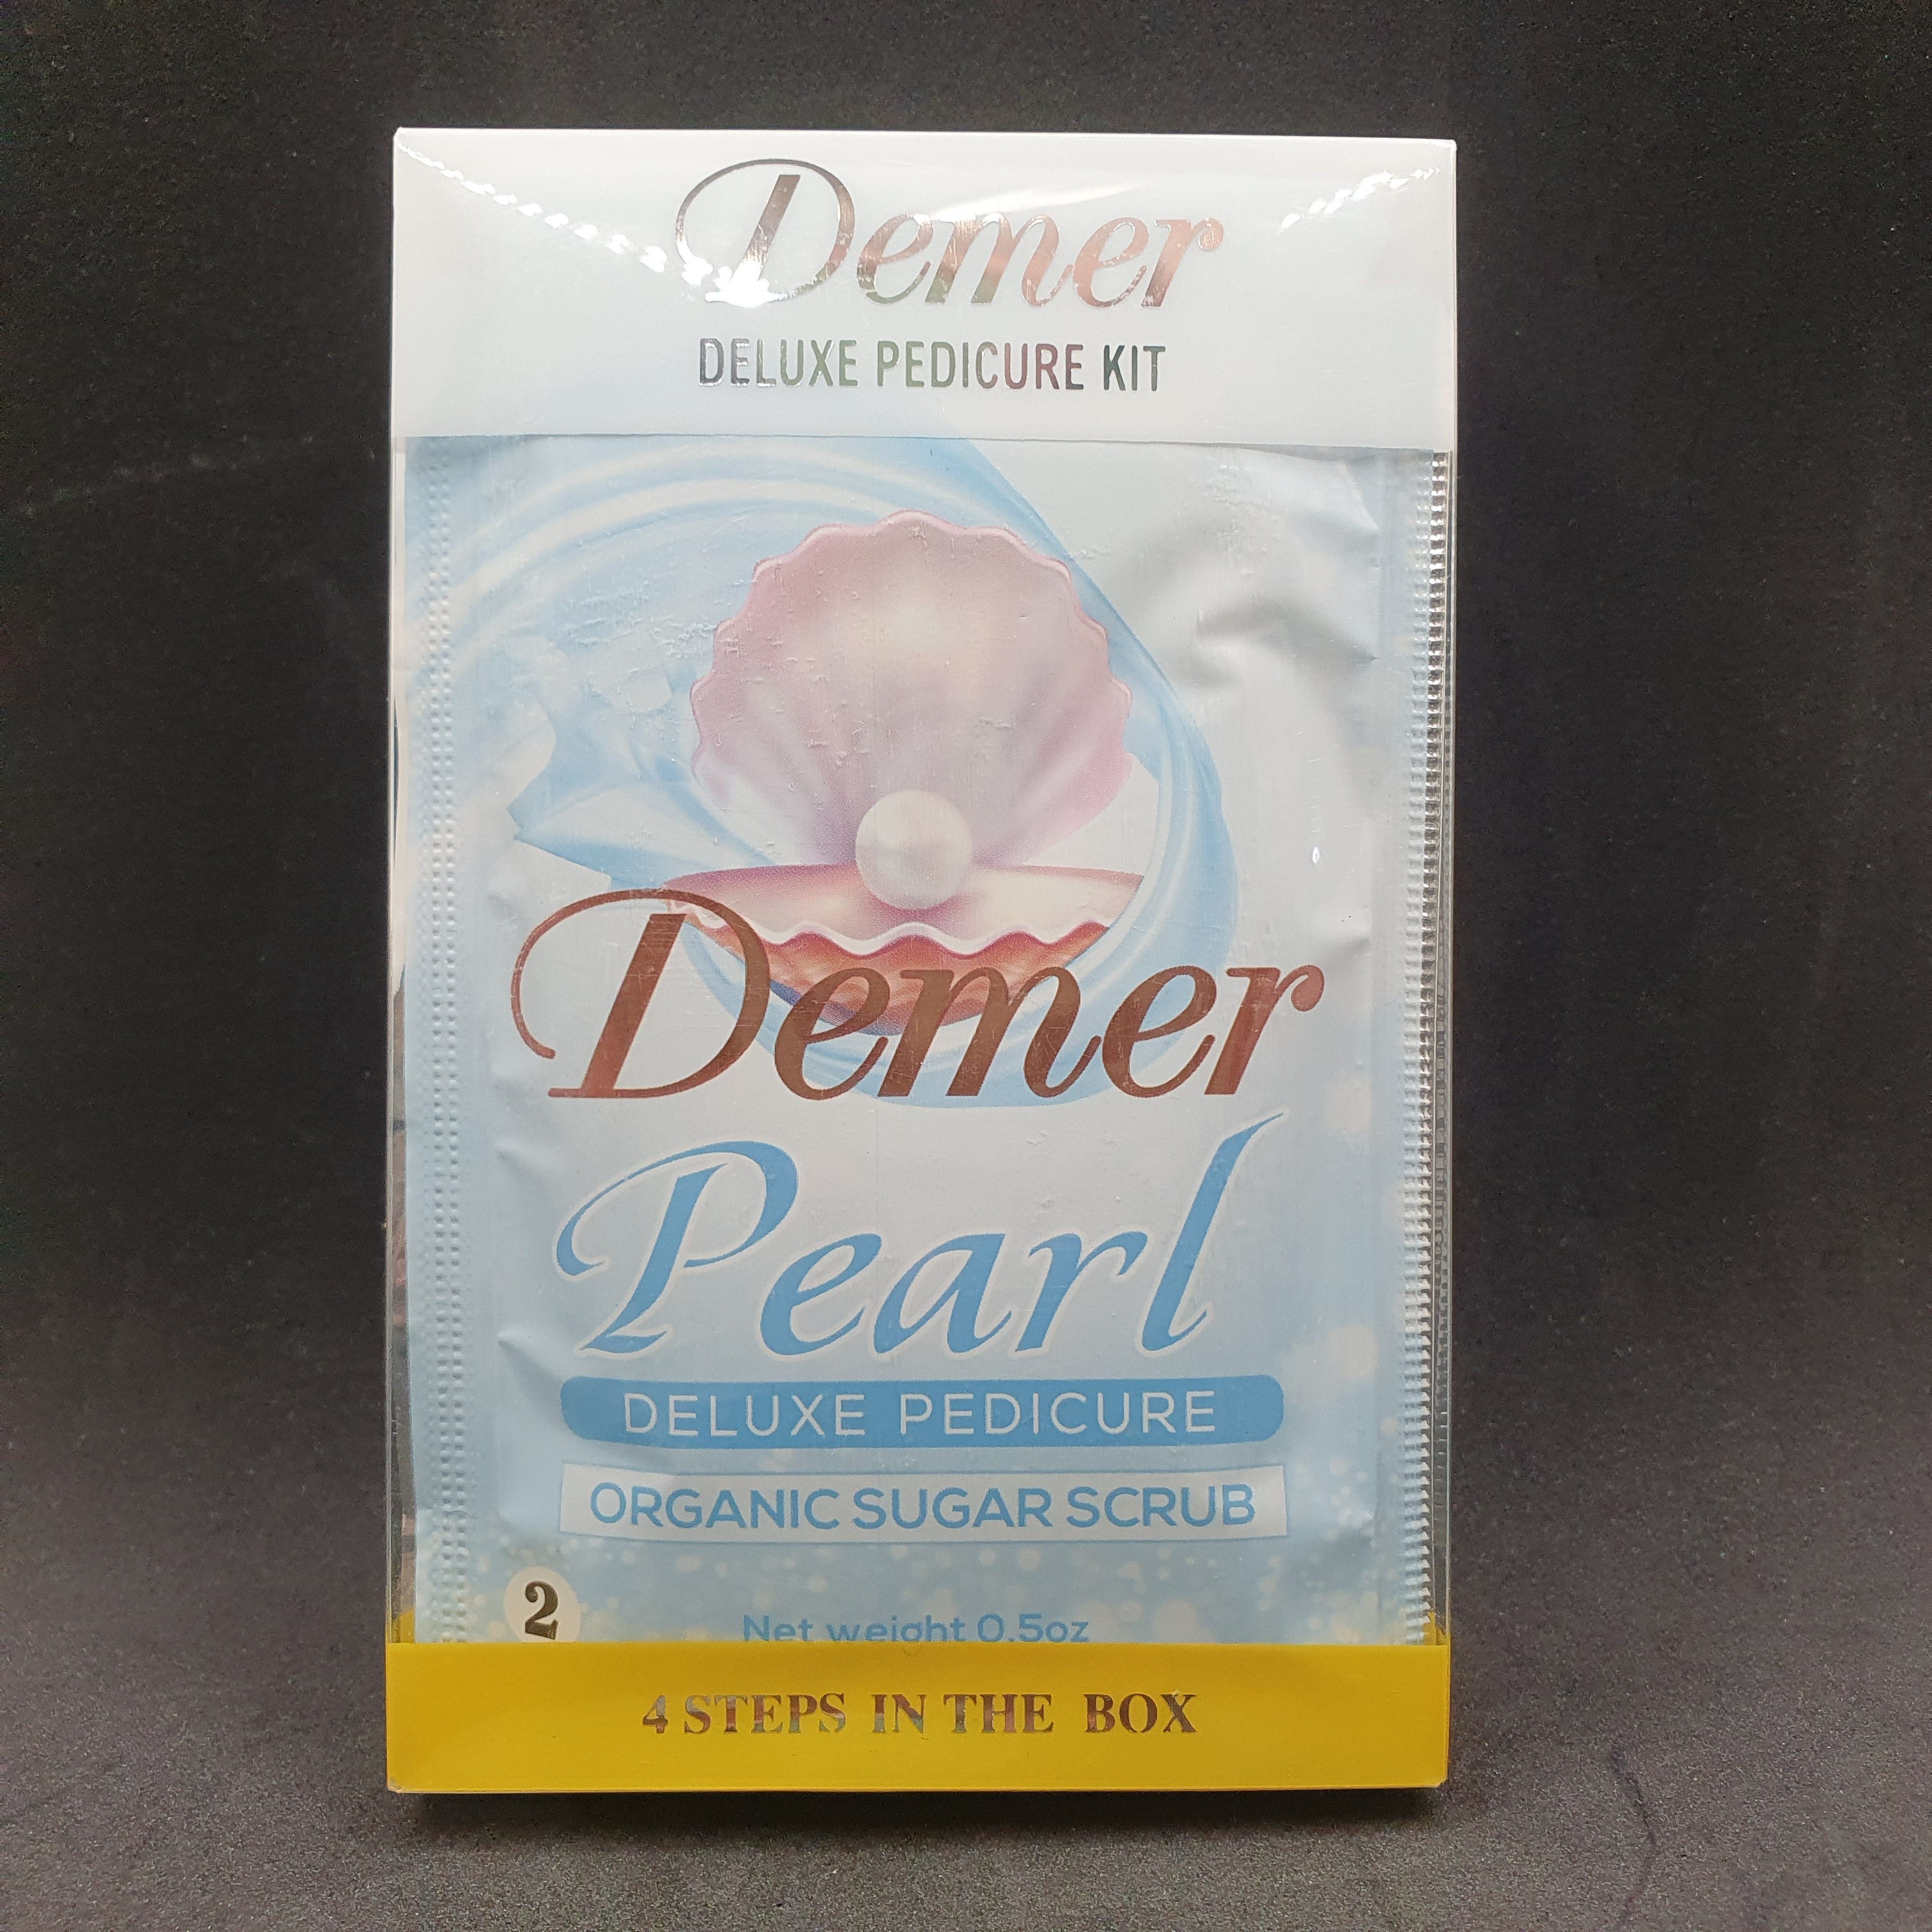 Demer
DELUXE PEDICURE KIT
Demer
Pearl
DELUXE PEDICURE
ORGANIC SUGAR SCRUB
2
Net weight 0.5oz
4 STEPS IN THE BOX